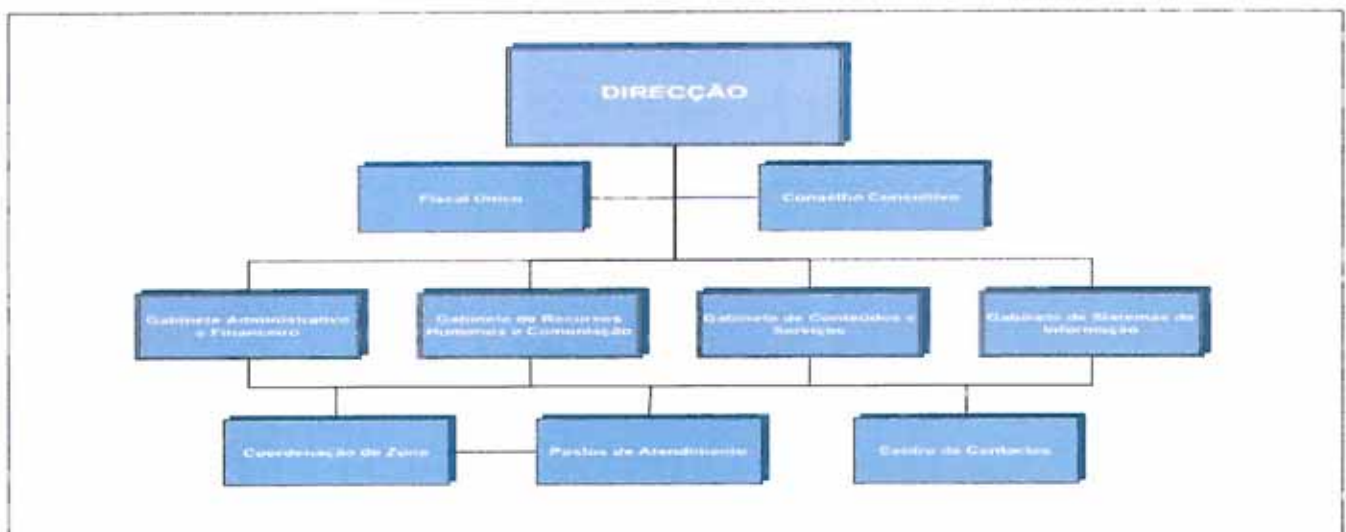 DIRECÇÃO
Fiscal Único
Conselho Consultivo
Gabinete Administrativo
e Financeiro
Gabinete de Recursos
Humanos e Comunicação
Gabinete de Conteúdos e
Serviços
Gabinete de Sistemas de
Informação
Coordenação de Zona
Postos de Atendimento
Centro de Contactos